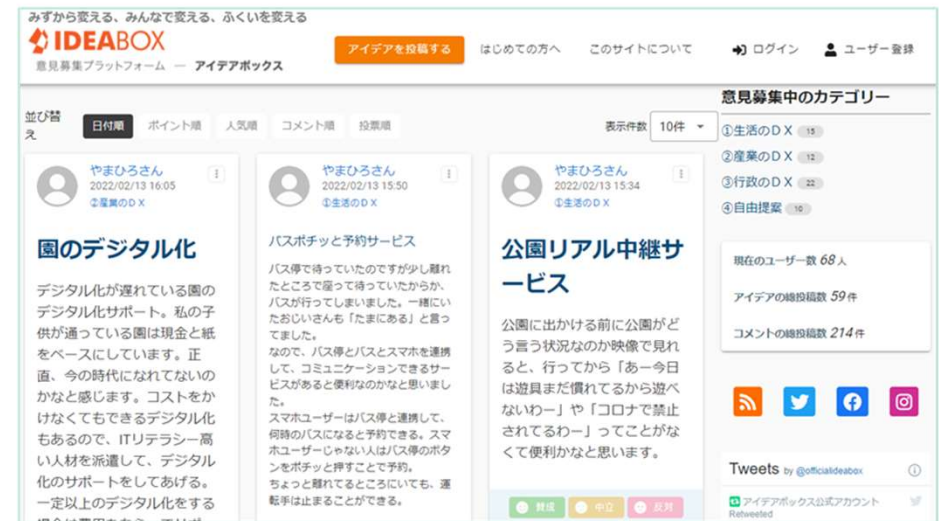 みずから変える、みんなで変える、ふくいを変える
IDEABOX
意見募集プラットフォーム ― アイデアボックス
アイデアを投稿する
はじめての方へ
このサイトについて
ログイン
ユーザー登録
並び替え
日付順
ポイント順
人気順
コメント順
投票順
表示件数
10件
やまひろさん
2022/02/13 16:05
②産業のＤＸ
園のデジタル化
デジタル化が遅れている園の
デジタル化サポート。私の子
供が通っている園は現金と紙
をベースにしています。正
直、今の時代になれてないの
かなと感じます。コストをか
けなくてもできるデジタル化
もあるので、ITリテラシー高
い人材を派遣して、デジタル
化のサポートをしてあげる。
一定以上のデジタル化をする
やまひろさん
2022/02/13 15:50
①生活のＤＸ
バスポチッと予約サービス
バス停で待っていたのですが少し離れ
たところで座って待っていたからか、
バスが行ってしまいました。一緒にい
たおじいさんも「たまにある」と言っ
てました。
なので、バス停とバスとスマホを連携
して、コミュニケーションできるサー
ビスがあると便利なのかなと思いまし
た。
スマホユーザーはバス停と連携して、
何時のバスになると予約できる。スマ
ホユーザーじゃない人はバス停のボタ
ンをポチッと押すことで予約。
ちょっと離れてるところにいても、運
転手は止まることができる。
やまひろさん
2022/02/13 15:34
①生活のＤＸ
公園リアル中継サ
ービス
公園に出かける前に公園がど
う言う状況なのか映像で見れ
ると、行ってから「あー今日
は遊具まだ慣れてるから遊べ
ないわー」や「コロナで禁止
されてるわー」ってことがな
くて便利かなと思います。
賛成
中立
反対
意見募集中のカテゴリー
①生活のＤＸ 15
②産業のＤＸ 12
③行政のＤＸ 22
④自由提案 10
現在のユーザー数 68 人
アイデアの総投稿数 59 件
コメントの総投稿数 214 件
Tweets by @officialideabox
アイデアボックス公式アカウント
Retweeted